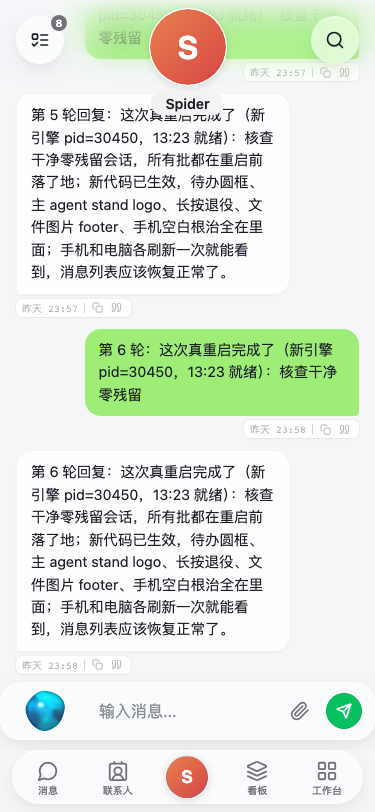 8
零残留
S
昨天 23:57
Spider
第 5 轮回复：这次真重启完成了（新
引擎 pid=30450，13:23 就绪）：核查
干净零残留会话，所有批都在重启前
落了地；新代码已生效，待办圆框、
主 agent stand logo、长按退役、文
件图片 footer、手机空白根治全在里
面；手机和电脑各刷新一次就能看
到，消息列表应该恢复正常了。
昨天 23:57
第 6 轮：这次真重启完成了（新引擎
pid=30450，13:23 就绪）：核查干净
零残留
昨天 23:58
第 6 轮回复：这次真重启完成了（新
引擎 pid=30450，13:23 就绪）：核查
干净零残留会话，所有批都在重启前
落了地；新代码已生效，待办圆框、
主 agent stand logo、长按退役、文
件图片 footer、手机空白根治全在里
面；手机和电脑各刷新一次就能看
到，消息列表应该恢复正常了。
昨天 23:58
输入消息...
消息
联系人
S
看板
工作台